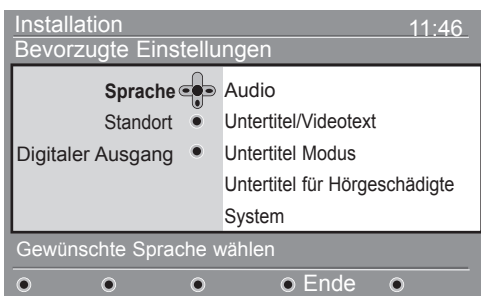 Installation 11:46
Bevorzugte Einstellungen
Sprache Audio
Standort Untertitel/Videotext
Digitaler Ausgang Untertitel Modus
Untertitel für Hörgeschädigte
System
Gewünschte Sprache wählen
Ende